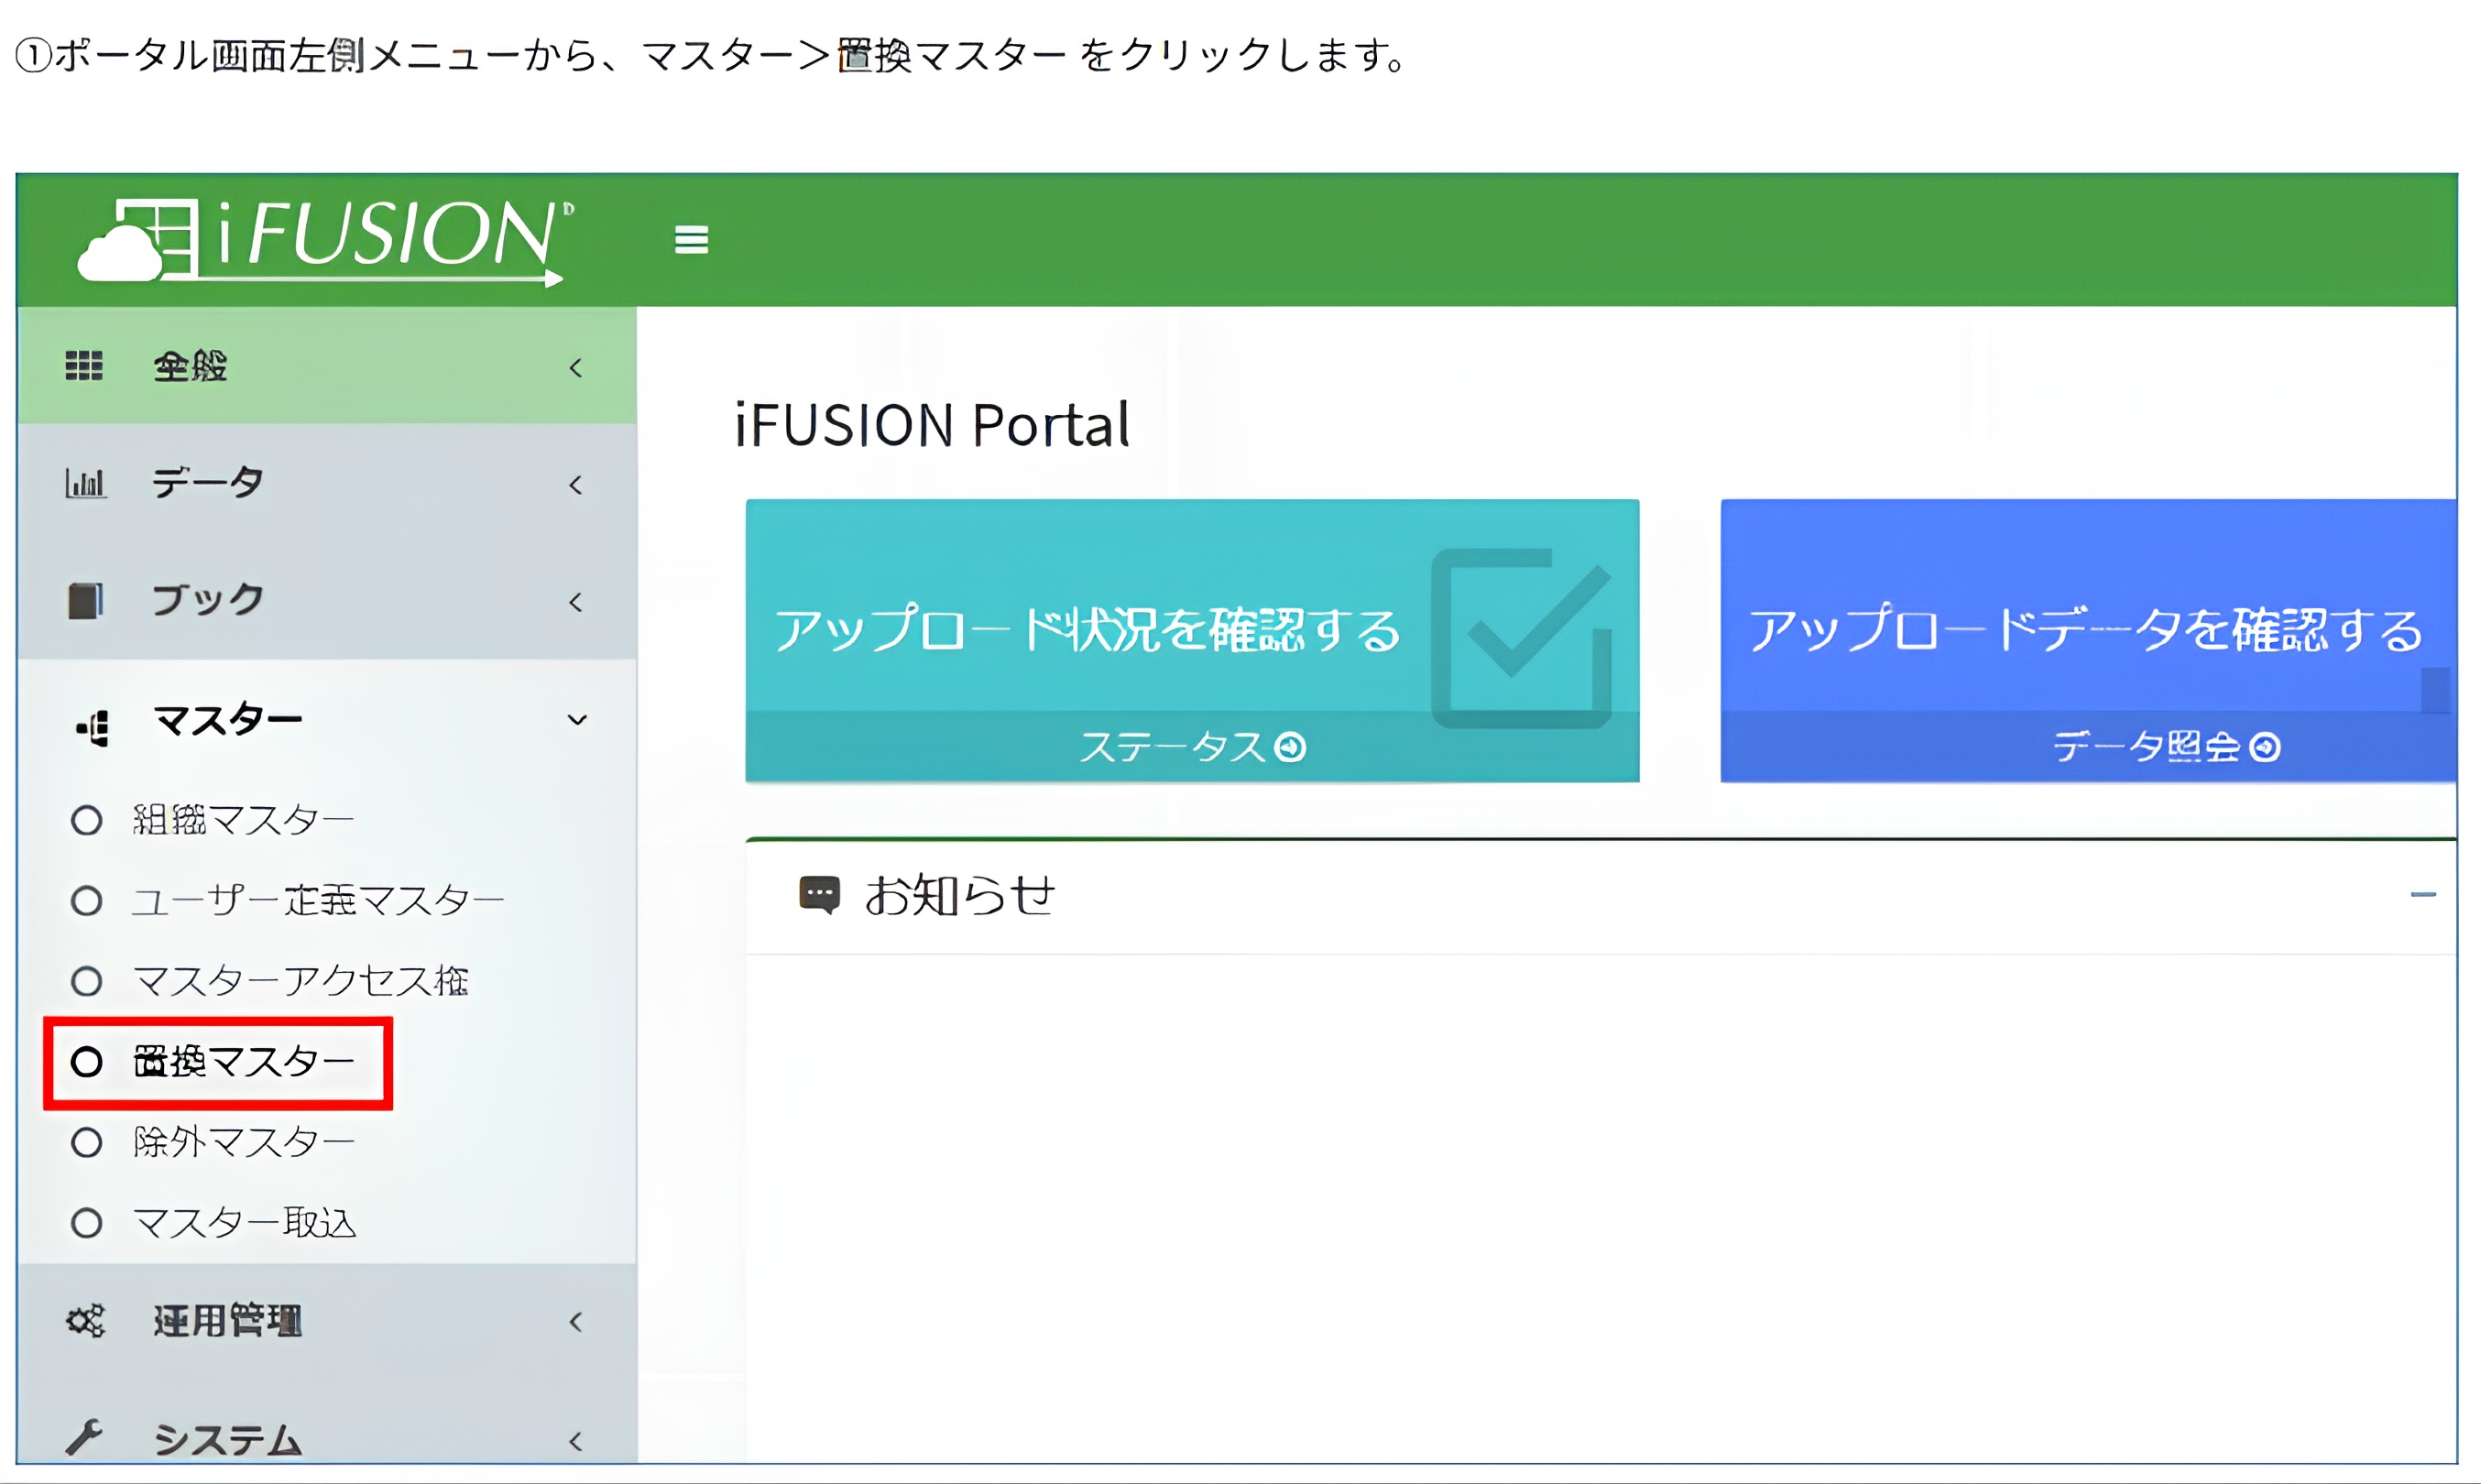 ①ポータル画面左側メニューから、マスター＞置換マスター をクリックします。
iFUSION
全般
データ
ブック
マスター
組織マスター
ユーザー定義マスター
マスターアクセス権
置換マスター
除外マスター
マスター取込
運用管理
システム
iFUSION Portal
アップロード状況を確認する
ステータス
アップロードデータを確認する
データ照会
お知らせ